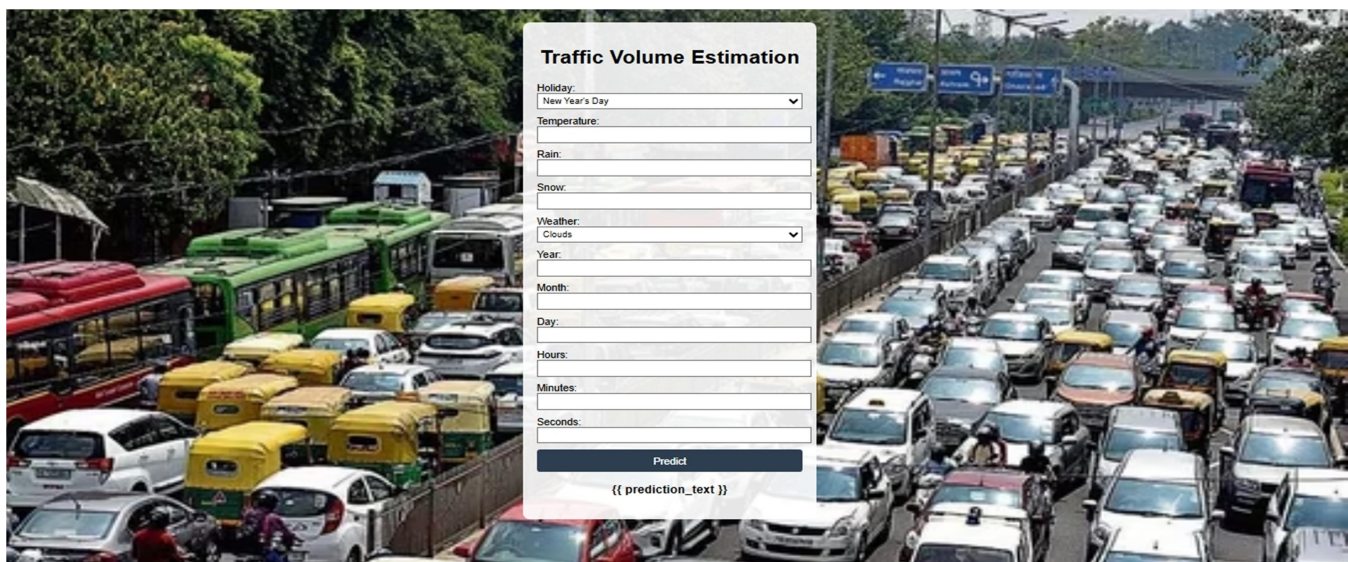 Traffic Volume Estimation
Holiday:
New Year's Day
Temperature:
Rain:
Snow:
Weather:
Clouds
Year:
Month:
Day:
Hours:
Minutes:
Seconds:
Predict
{{ prediction_text }}